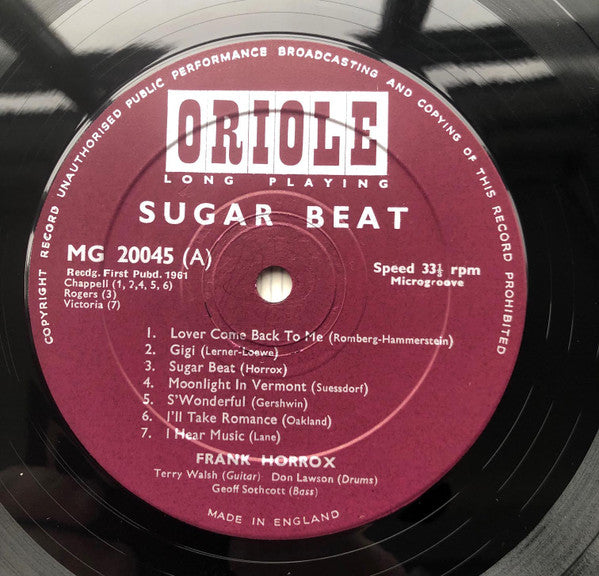 COPYRIGHT RECORD UNAUTHORISED PUBLIC PERFORMANCE BROADCASTING AND COPYING OF THIS RECORD PROHIBITED
ORIOLE
LONG PLAYING
SUGAR BEAT
MG 20045 (A)
Recdg. First Pubd. 1961
Chappell (1, 2,4, 5, 6)
Rogers (3)
Victoria (7)
Speed 33⅓ rpm
Microgroove
1. Lover Come Back To Me (Romberg-Hammerstein)
2. Gigi (Lerner-Loewe)
3. Sugar Beat (Horrox)
4. Moonlight In Vermont (Suessdorf)
5. S'Wonderful (Gershwin)
6. I'll Take Romance (Oakland)
7. I Hear Music (Lane)
FRANK HORROX
Terry Walsh (Guitar) Don Lawson (Drums)
Geoff Sothcott (Bass)
MADE IN ENGLAND